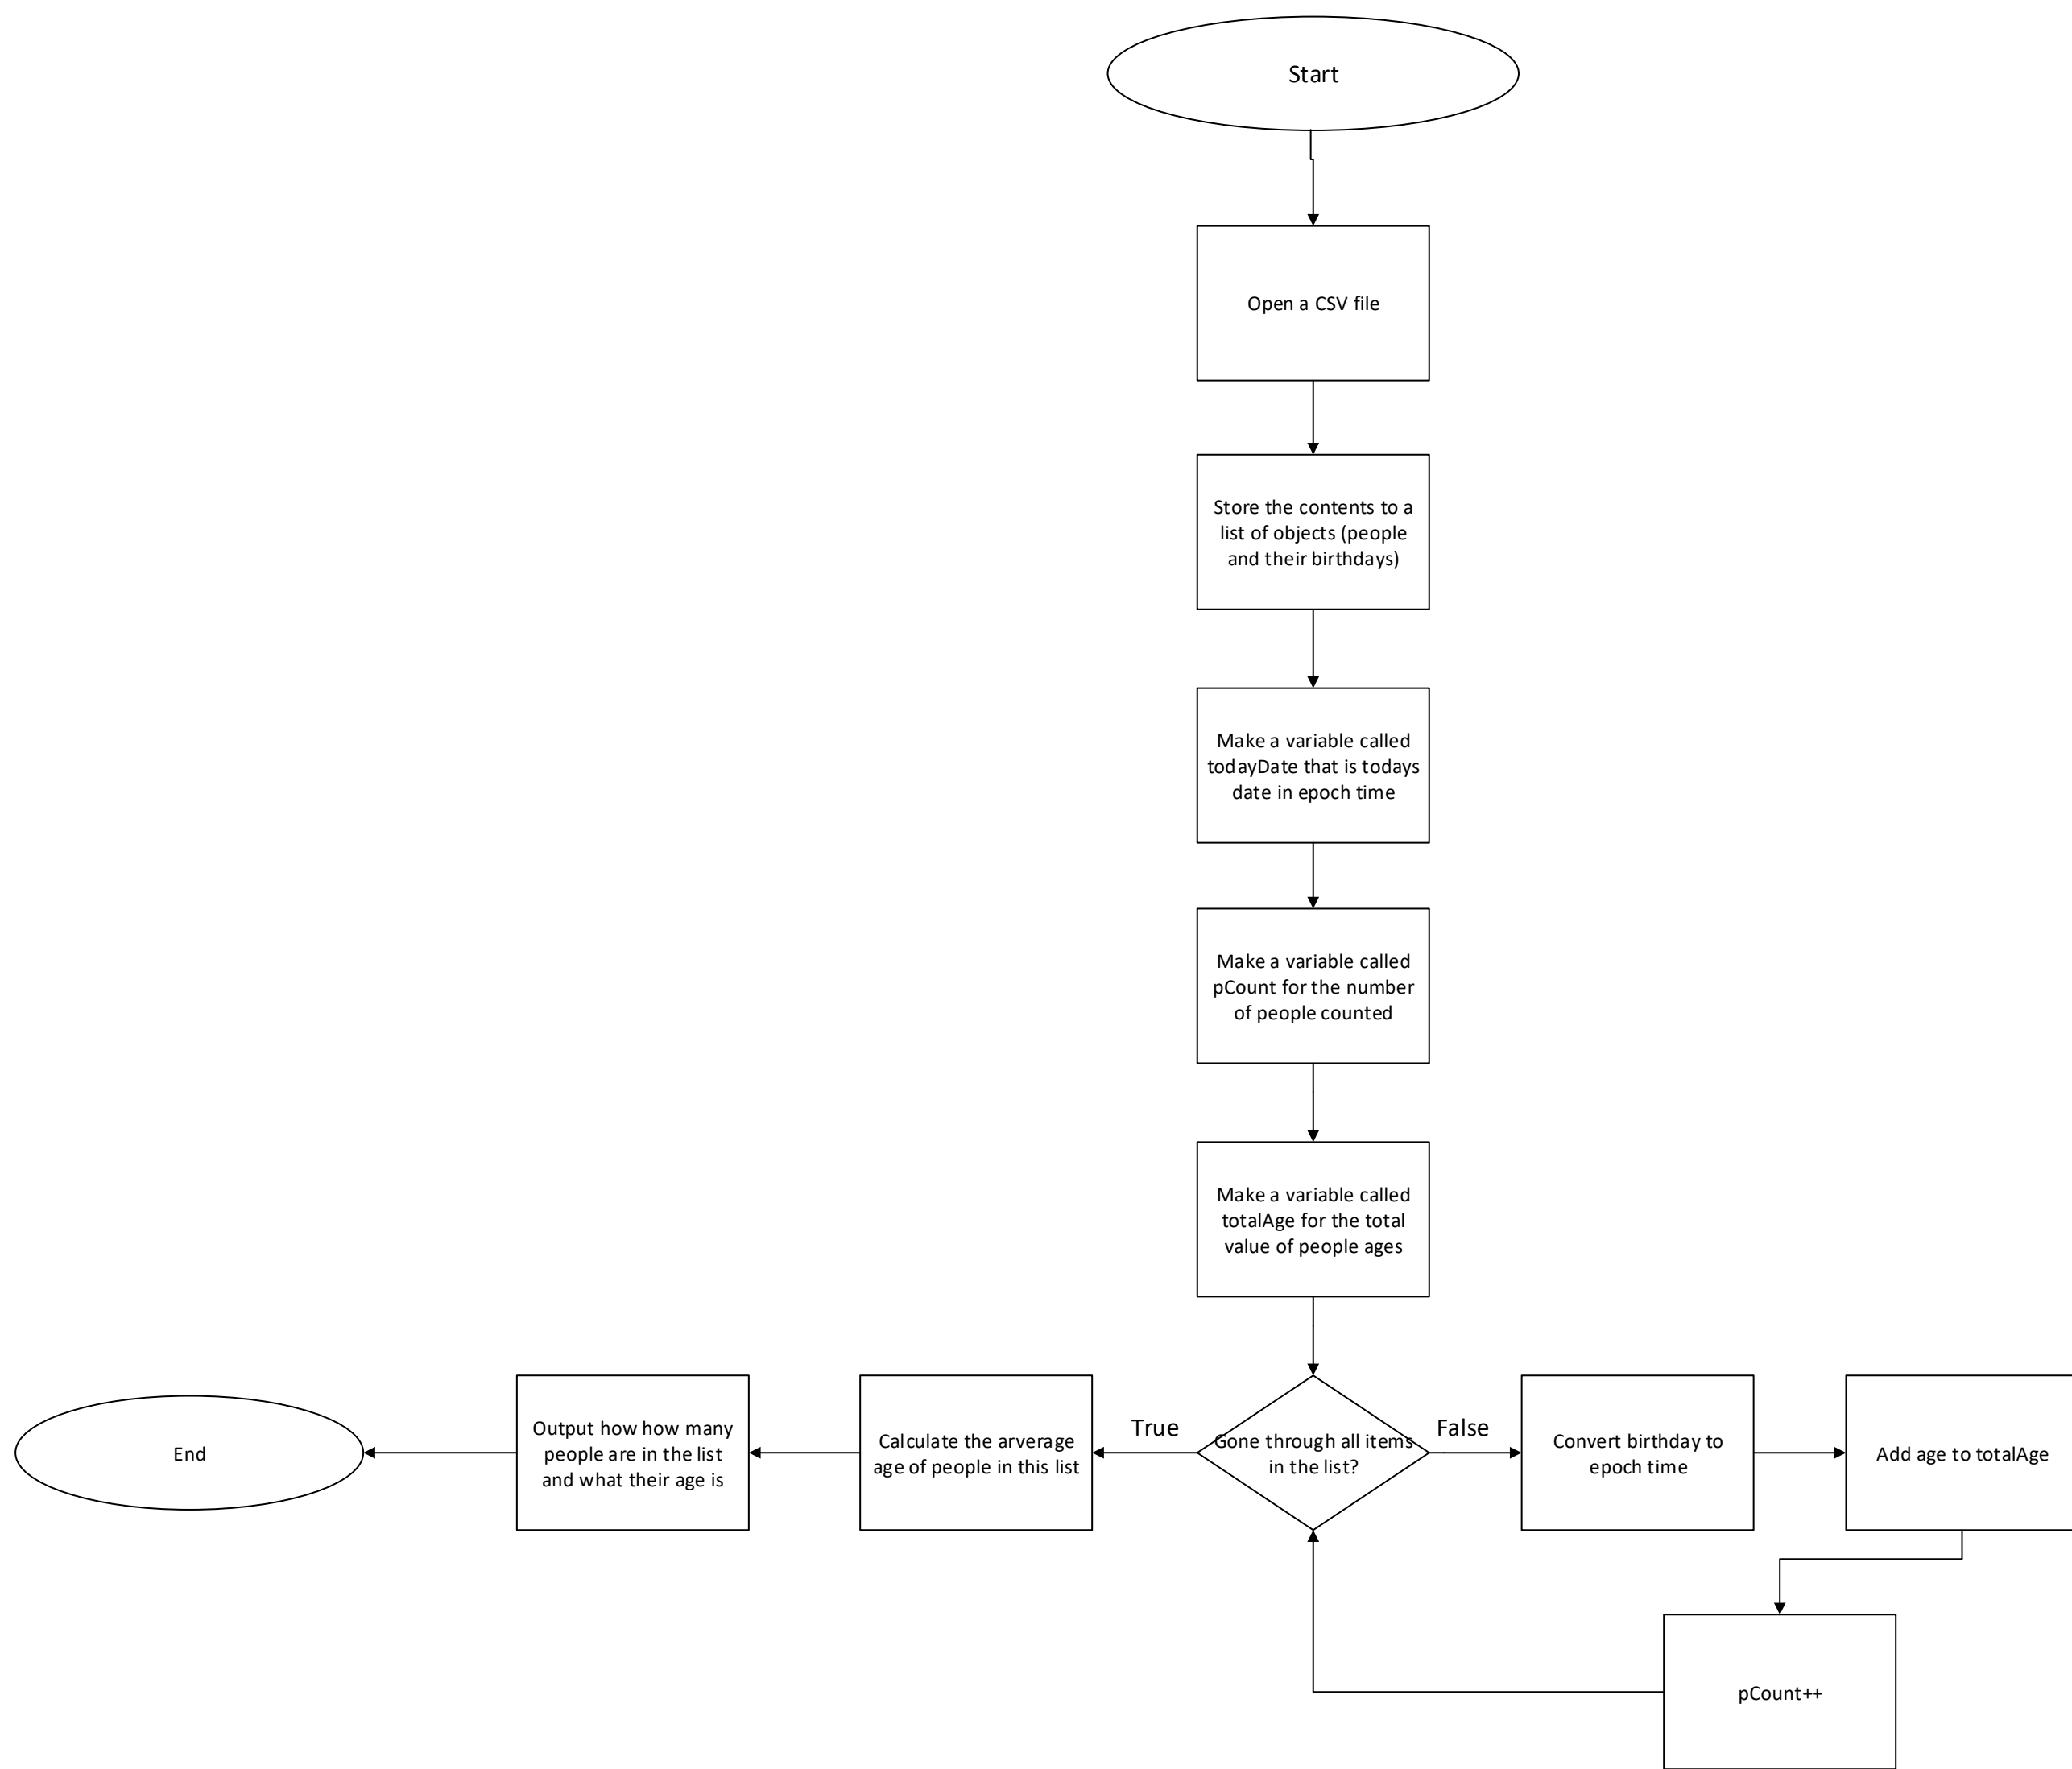 Start
Open a CSV file
Store the contents to a
list of objects (people
and their birthdays)
Make a variable called
todayDate that is todays
date in epoch time
Make a variable called
pCount for the number
of people counted
Make a variable called
totalAge for the total
value of people ages
Gone through all items
in the list?
True
False
Convert birthday to
epoch time
Add age to totalAge
pCount++
Calculate the arverage
age of people in this list
Output how how many
people are in the list
and what their age is
End